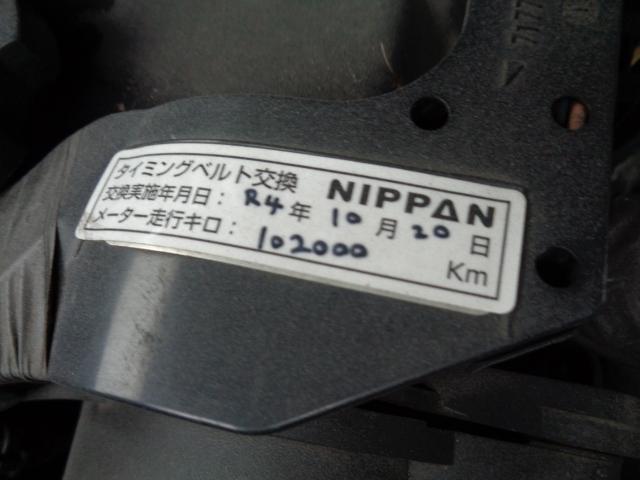 タイミングベルト交換 NIPPAN
交換実施年月日： R4年 10月 20日
メーター走行キロ： 102000 Km